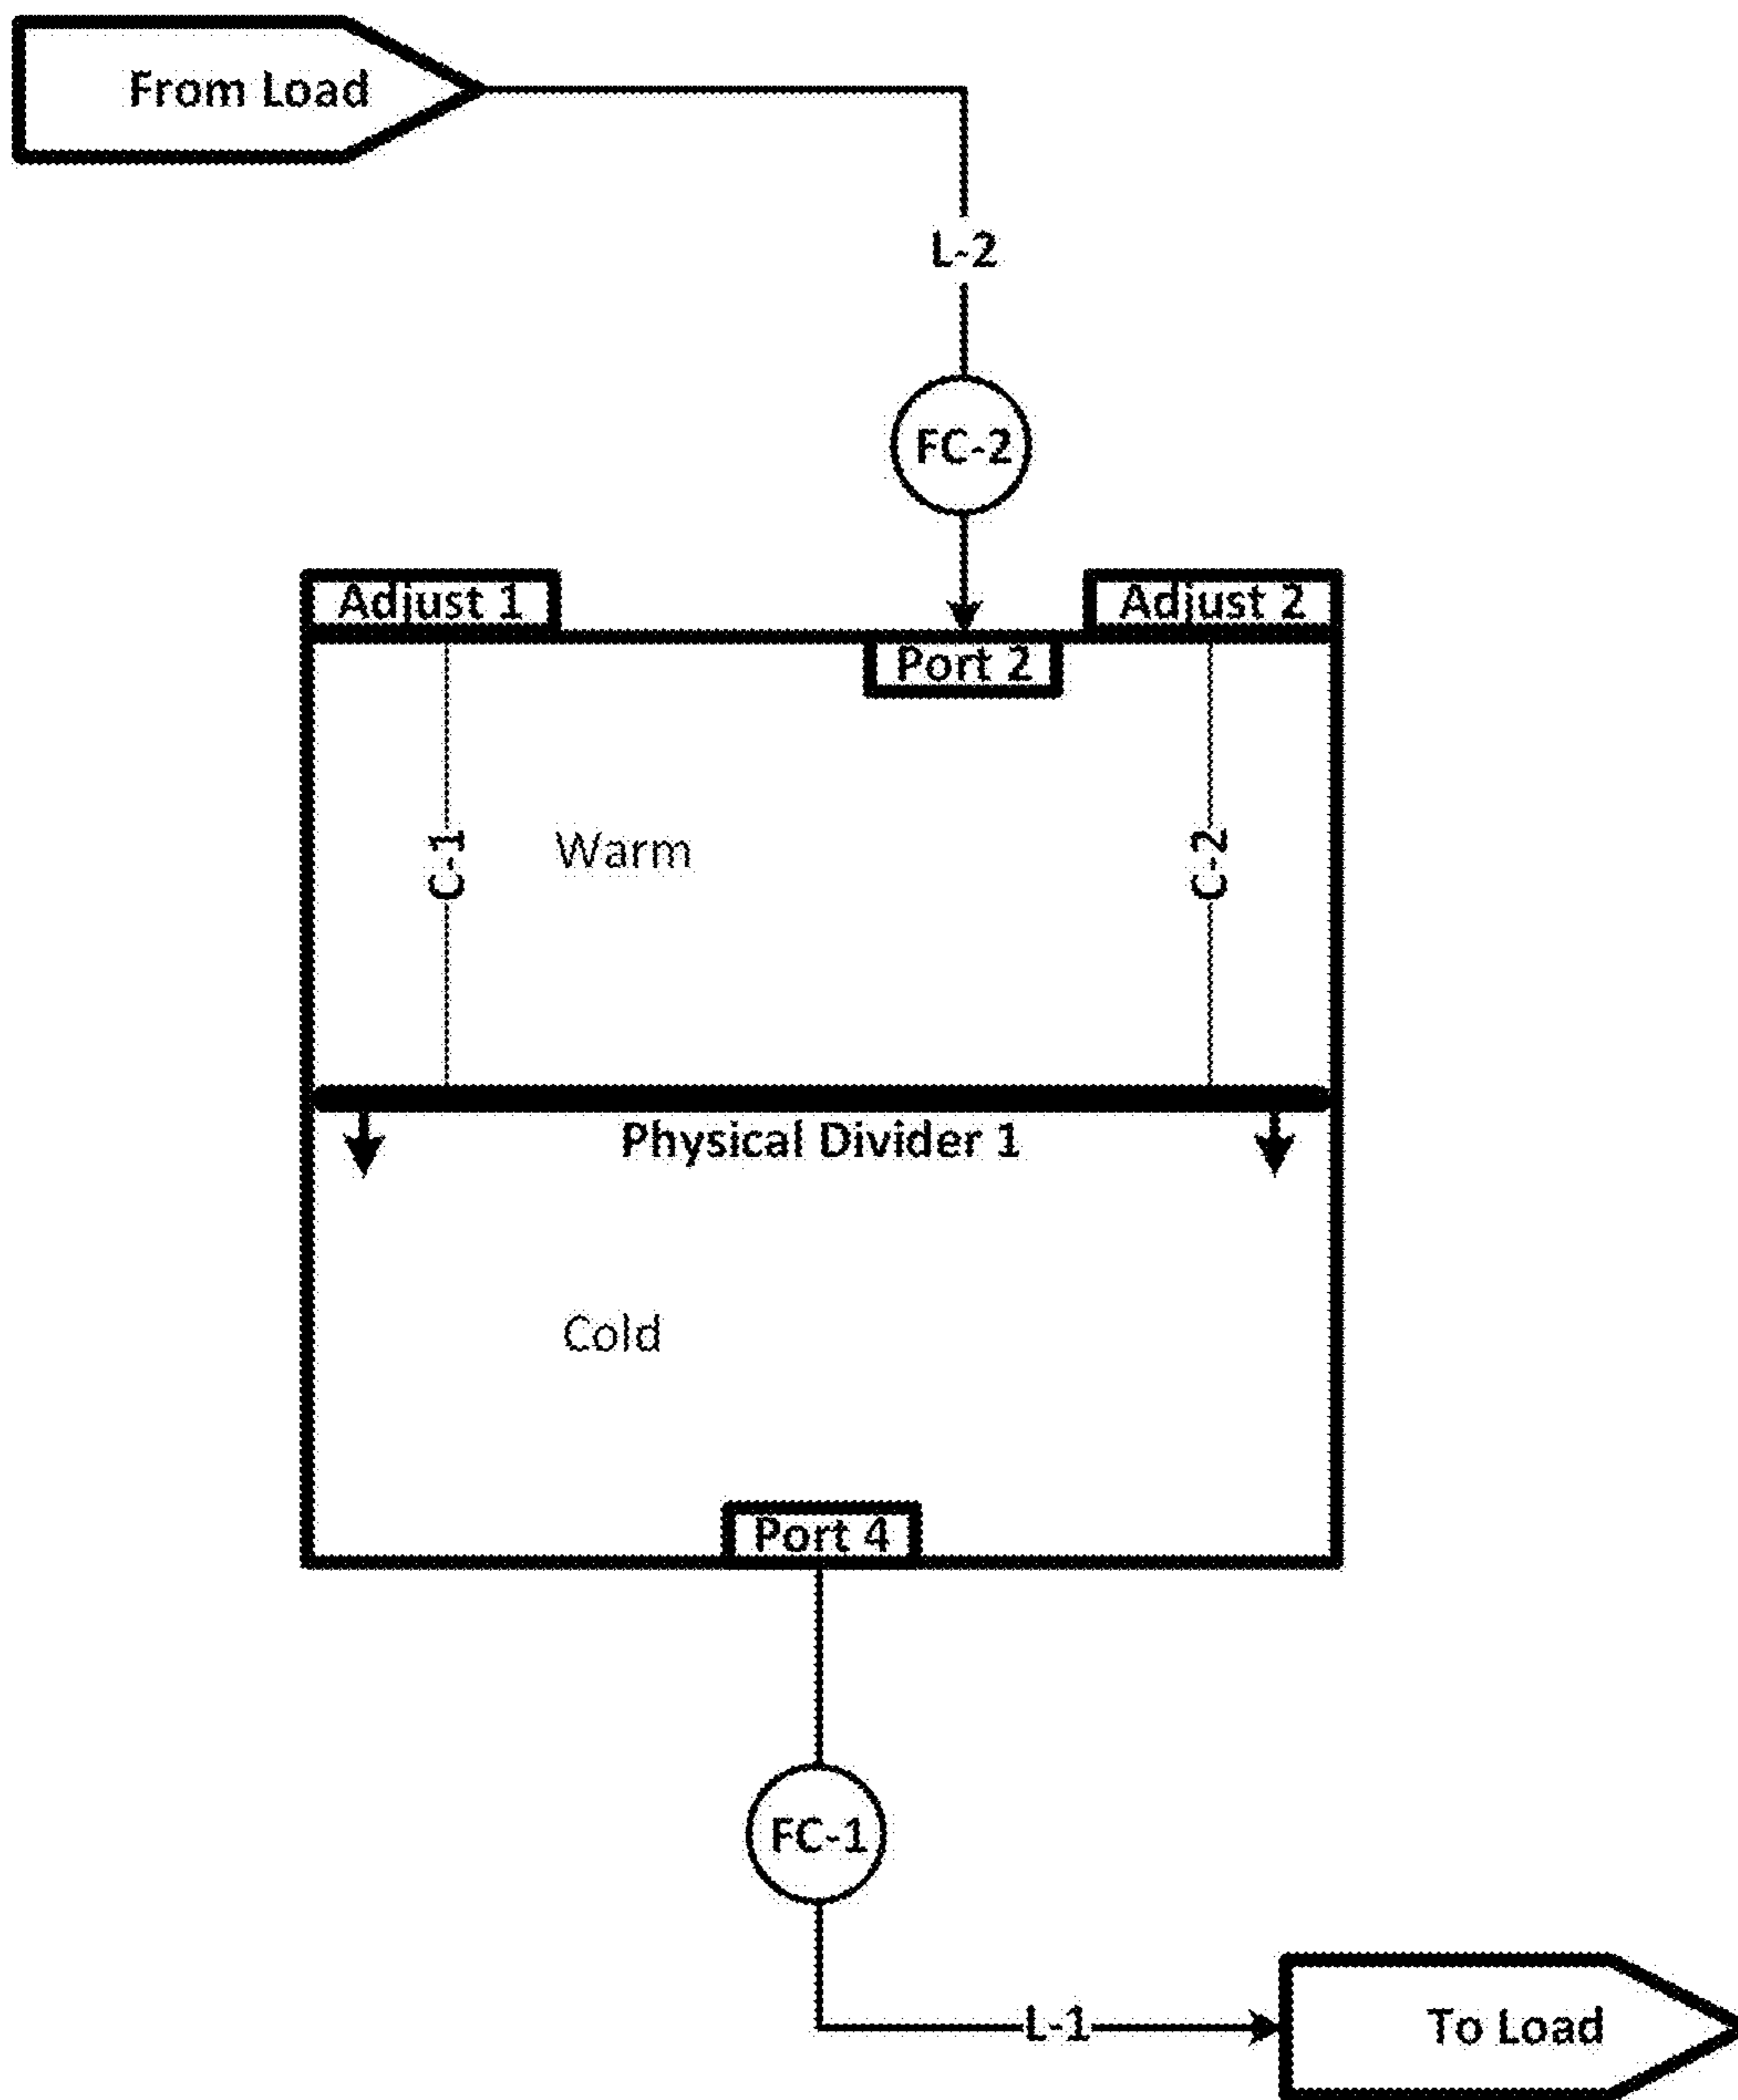 From Load
L-2
FC-2
Adjust 1
Adjust 2
Port 2
C-1
Warm
C-2
Physical Divider 1
Cold
Port 4
FC-1
L-1
To Load